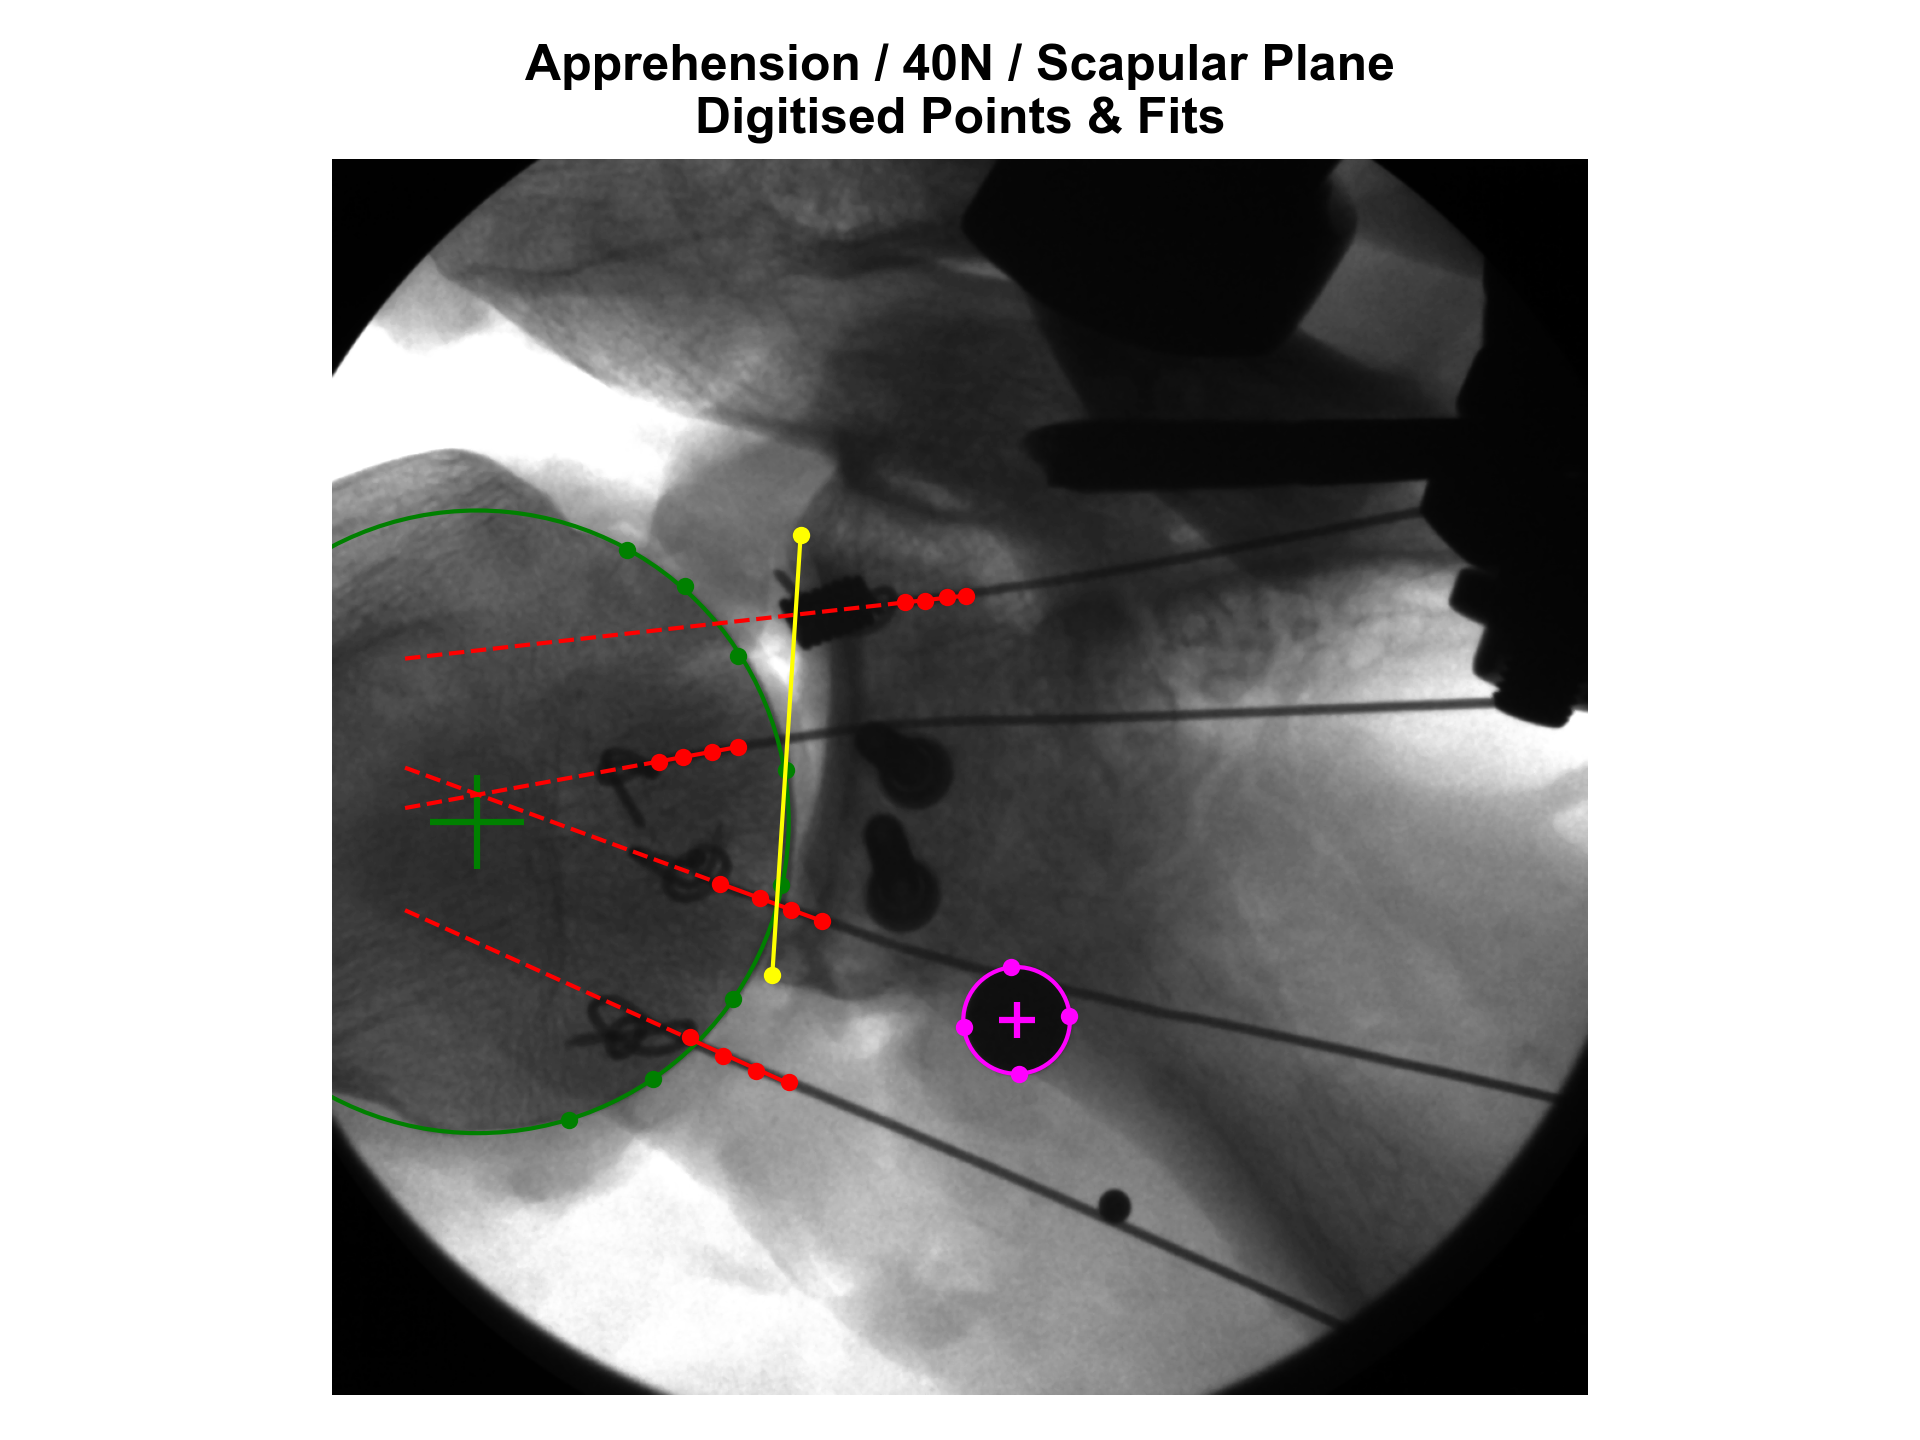 Apprehension / 40N / Scapular Plane
Digitised Points & Fits